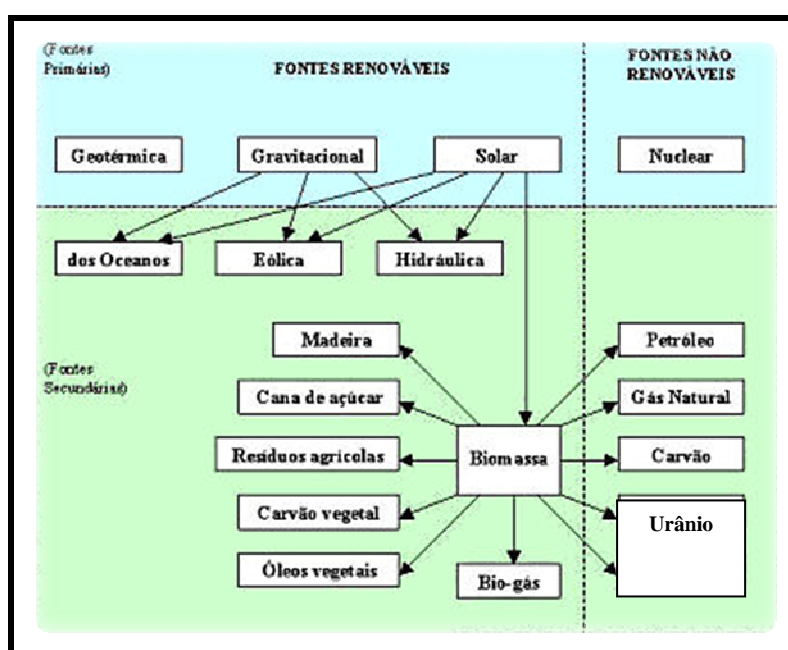 (Fontes
Primárias)
FONTES RENOVÁVEIS
FONTES NÃO
RENOVÁVEIS
Geotérmica
Gravitacional
Solar
Nuclear
dos Oceanos
Eólica
Hidráulica
(Fontes
Secundárias)
Madeira
Petróleo
Cana de açúcar
Gás Natural
Resíduos agrícolas
Biomassa
Carvão
Carvão vegetal
Urânio
Óleos vegetais
Bio-gás